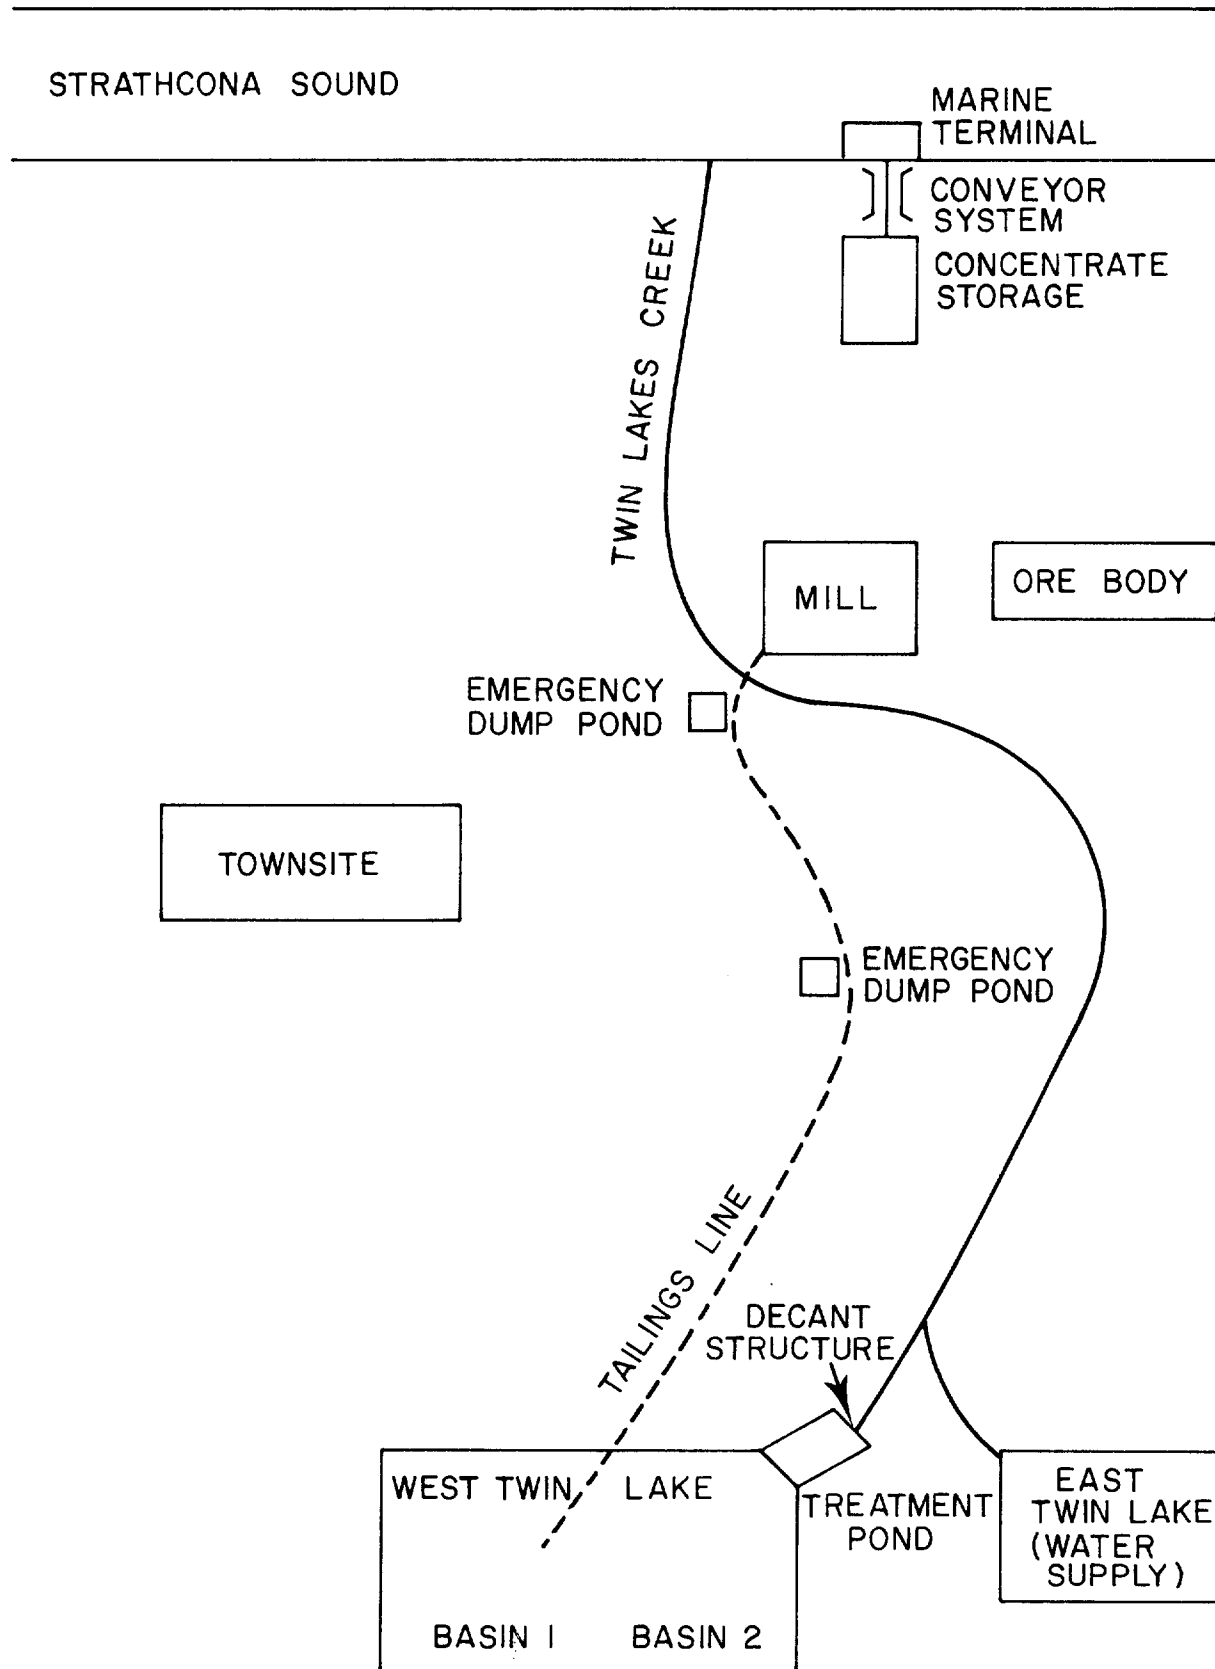 STRATHCONA SOUND
MARINE
TERMINAL
CONVEYOR
SYSTEM
CONCENTRATE
STORAGE
TWIN LAKES CREEK
MILL
ORE BODY
EMERGENCY
DUMP POND
TOWNSITE
EMERGENCY
DUMP POND
TAILINGS LINE
DECANT
STRUCTURE
WEST TWIN LAKE
TREATMENT
POND
EAST
TWIN LAKE
(WATER
SUPPLY)
BASIN 1
BASIN 2